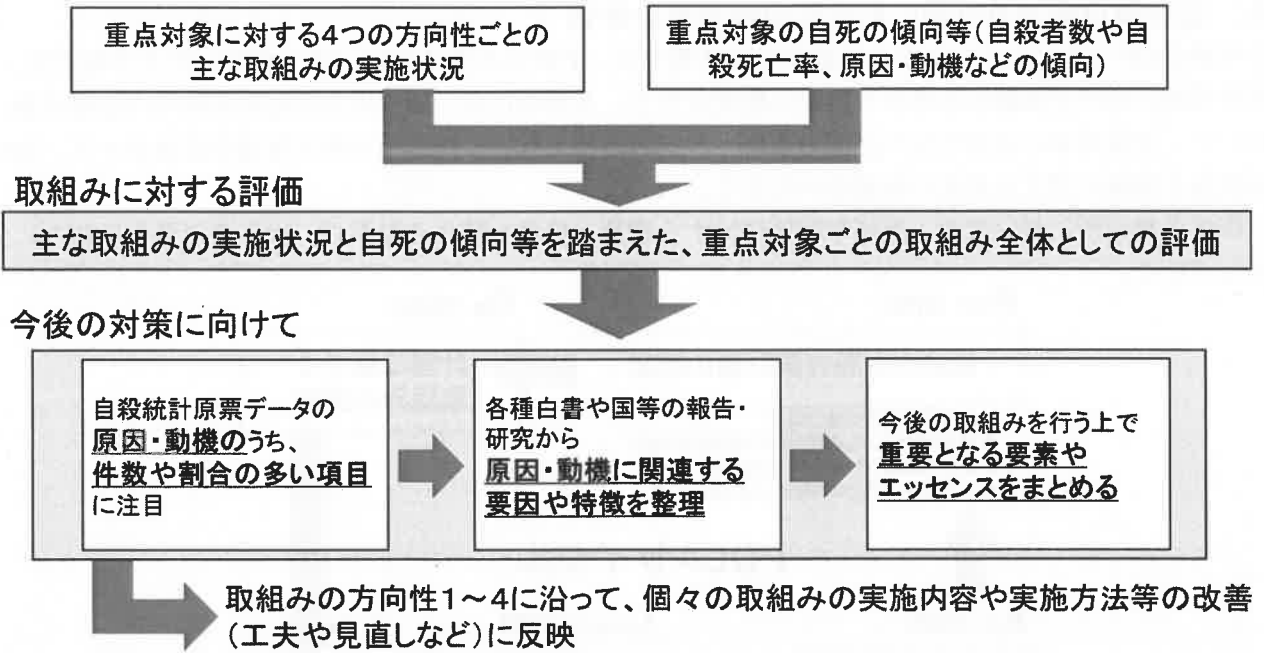 重点対象に対する4つの方向性ごとの
主な取組みの実施状況
重点対象の自死の傾向等(自殺者数や自
殺死亡率、原因・動機などの傾向)
取組みに対する評価
主な取組みの実施状況と自死の傾向等を踏まえた、重点対象ごとの取組み全体としての評価
今後の対策に向けて
自殺統計原票データの
原因・動機のうち、
件数や割合の多い項目
に注目
各種白書や国等の報告・
研究から
原因・動機に関連する
要因や特徴を整理
今後の取組みを行う上で
重要となる要素や
エッセンスをまとめる
取組みの方向性1~4に沿って、個々の取組みの実施内容や実施方法等の改善
(工夫や見直しなど)に反映